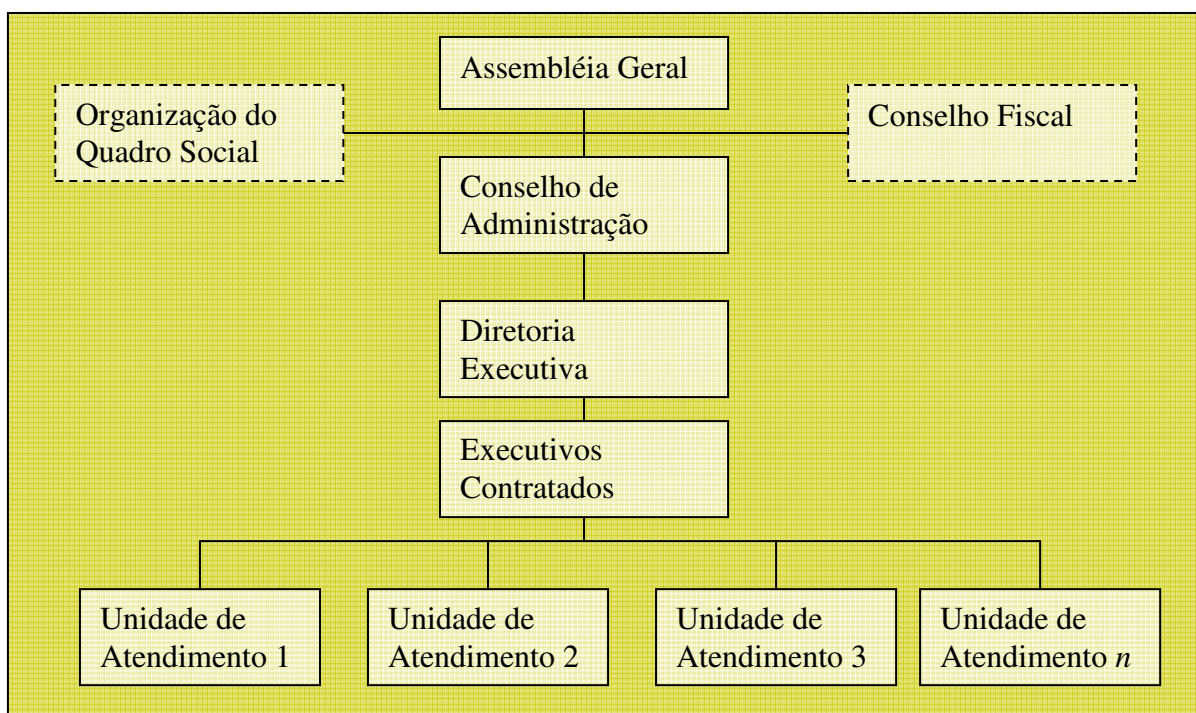 Assembléia Geral
Organização do
Quadro Social
Conselho Fiscal
Conselho de
Administração
Diretoria
Executiva
Executivos
Contratados
Unidade de
Atendimento 1
Unidade de
Atendimento 2
Unidade de
Atendimento 3
Unidade de
Atendimento n